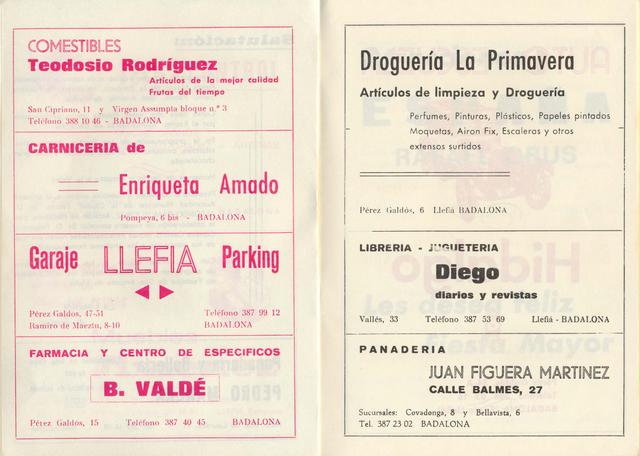 COMESTIBLES
Teodosio Rodríguez
Artículos de la mejor calidad
Frutas del tiempo
San Cipriano, 11 y Virgen Assumpta bloque n.º 3
Teléfono 388 10 46 - BADALONA
CARNICERIA de
Enriqueta Amado
Pompeya, 6 bis - BADALONA
Garaje LLEFIA Parking
Pérez Galdos, 47-51 Teléfono 387 99 12
Ramiro de Maeztu, 8-10 BADALONA
FARMACIA Y CENTRO DE ESPECIFICOS
B. VALDÉ
Pérez Galdós, 15 Teléfono 387 40 45 BADALONA
Droguería La Primavera
Artículos de limpieza y Droguería
Perfumes, Pinturas, Plásticos, Papeles pintados
Moquetas, Airon Fix, Escaleros y otros
extensos surtidos
Pérez Galdós, 6 Llefiá BADALONA
LIBRERIA - JUGUETERIA
Diego
diarios y revistas
Vallés, 33 Teléfono 387 53 69 Llefiá - BADALONA
PANADERIA
JUAN FIGUERA MARTINEZ
CALLE BALMES, 27
Sucursales: Covadonga, 8 y Bellavista, 6
Tel. 387 23 02 BADALONA